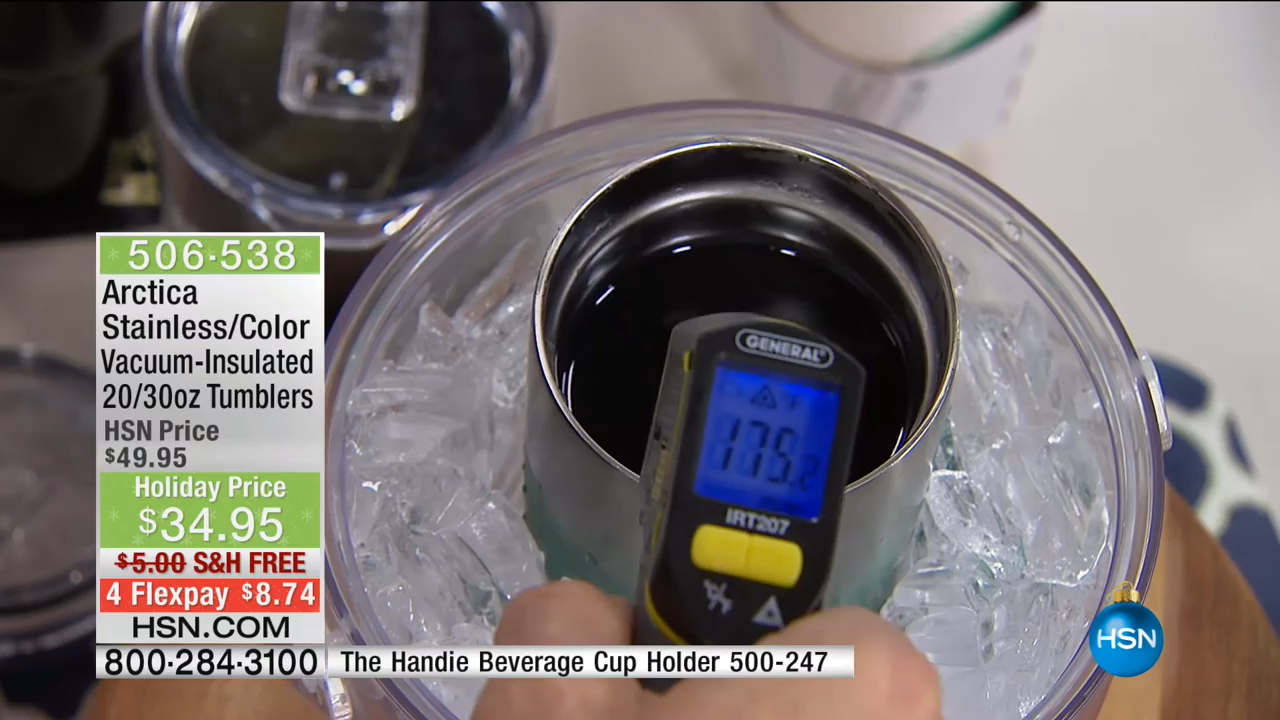 506·538
Arctica
Stainless/Color
Vacuum-Insulated
20/30oz Tumblers
HSN Price
$49.95
Holiday Price
$34.95
$5.00 S&H FREE
4 Flexpay $8.74
HSN.COM
800·284·3100
The Handie Beverage Cup Holder 500-247
GENERAL®
175.2
IRT207
HSN